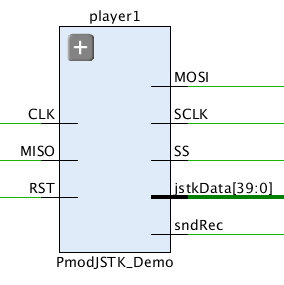 player1
MOSI
CLK
SCLK
MISO
SS
RST
jstkData[39:0]
sndRec
PmodJSTK_Demo